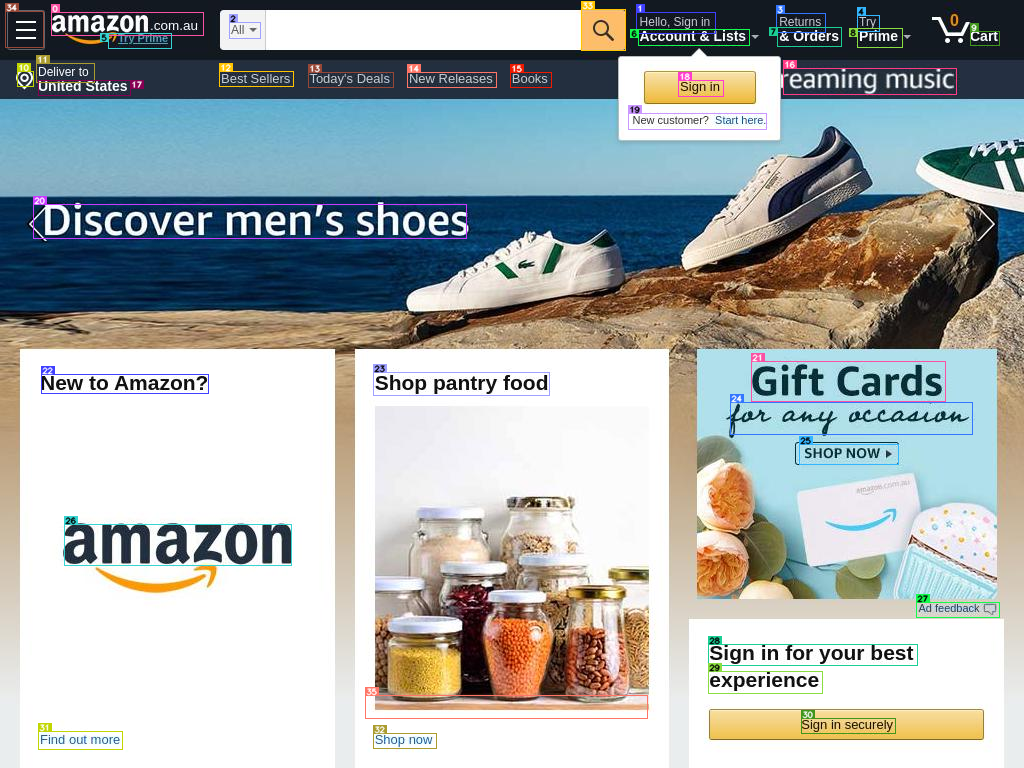 34
0
amazon.com.au
5
Try Prime
2
All
33
1
Hello, Sign in
6
Account & Lists
3
Returns
7
& Orders
4
Try
8
Prime
0
9
Cart
10
11
Deliver to
United States
17
12
Best Sellers
13
Today's Deals
14
New Releases
15
Books
16
reaming music
18
Sign in
19
New customer? Start here.
20
Discover men's shoes
22
New to Amazon?
26
amazon
31
Find out more
23
Shop pantry food
35
32
Shop now
21
Gift Cards
24
for any occasion
25
SHOP NOW
amazon.com.au
27
Ad feedback
28
Sign in for your best
29
experience
30
Sign in securely